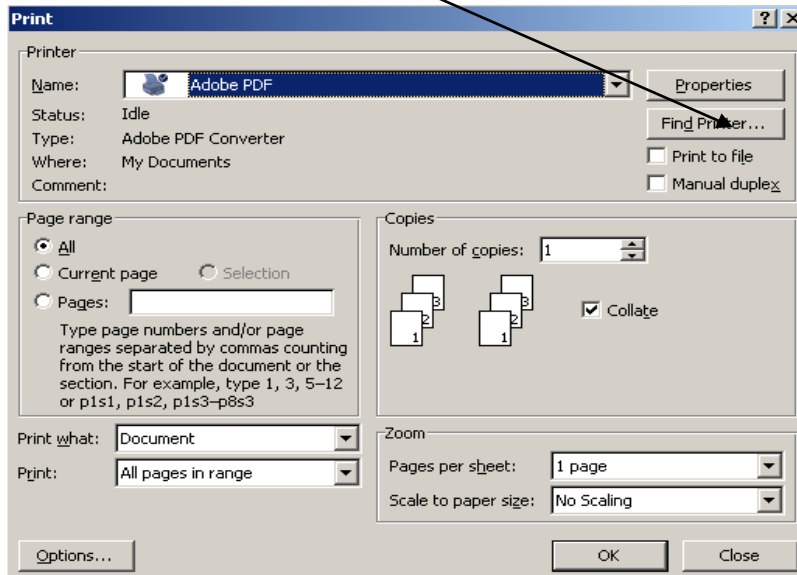 Print
Printer
Name: Adobe PDF Properties
Status: Idle
Type: Adobe PDF Converter Find Printer...
Where: My Documents Print to file
Comment: Manual duplex
Page range
All
Current page Selection
Pages:
Type page numbers and/or page
ranges separated by commas counting
from the start of the document or the
section. For example, type 1, 3, 5–12
or p1s1, p1s2, p1s3–p8s3
Copies
Number of copies: 1
3 3
2 2
1 1
Collate
Print what: Document
Print: All pages in range
Zoom
Pages per sheet: 1 page
Scale to paper size: No Scaling
Options... OK Close